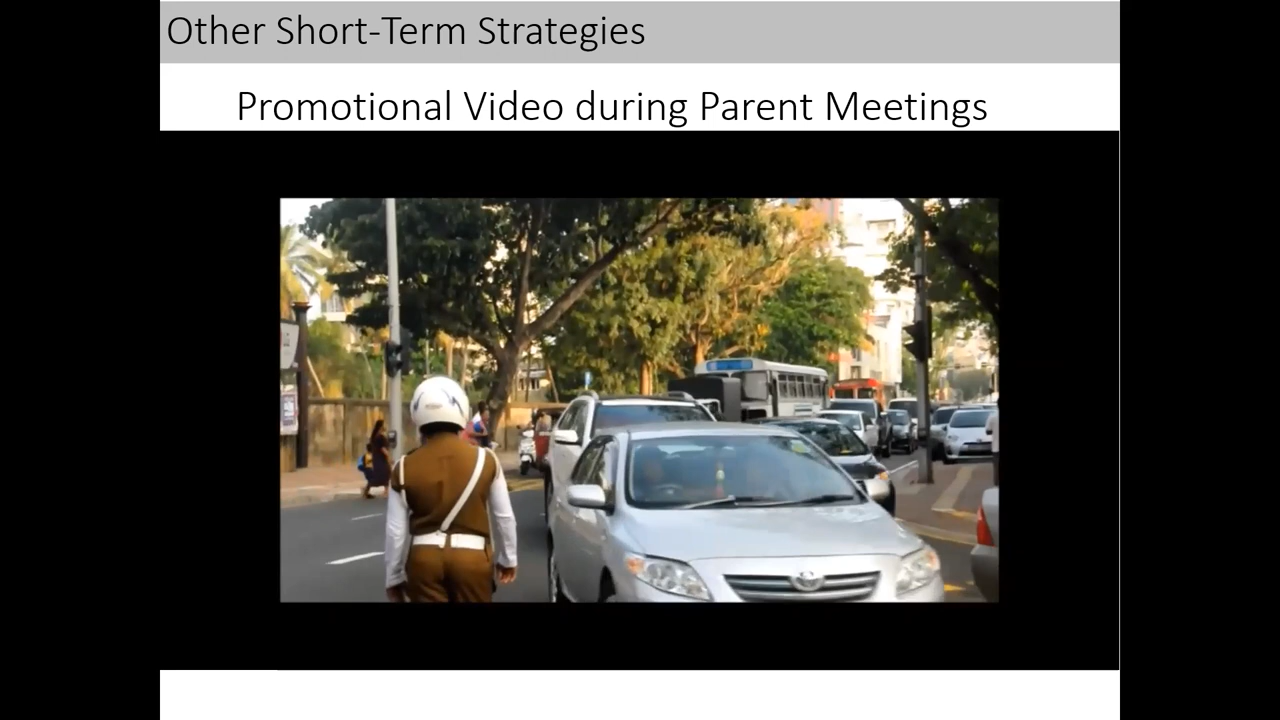 Other Short-Term Strategies
Promotional Video during Parent Meetings